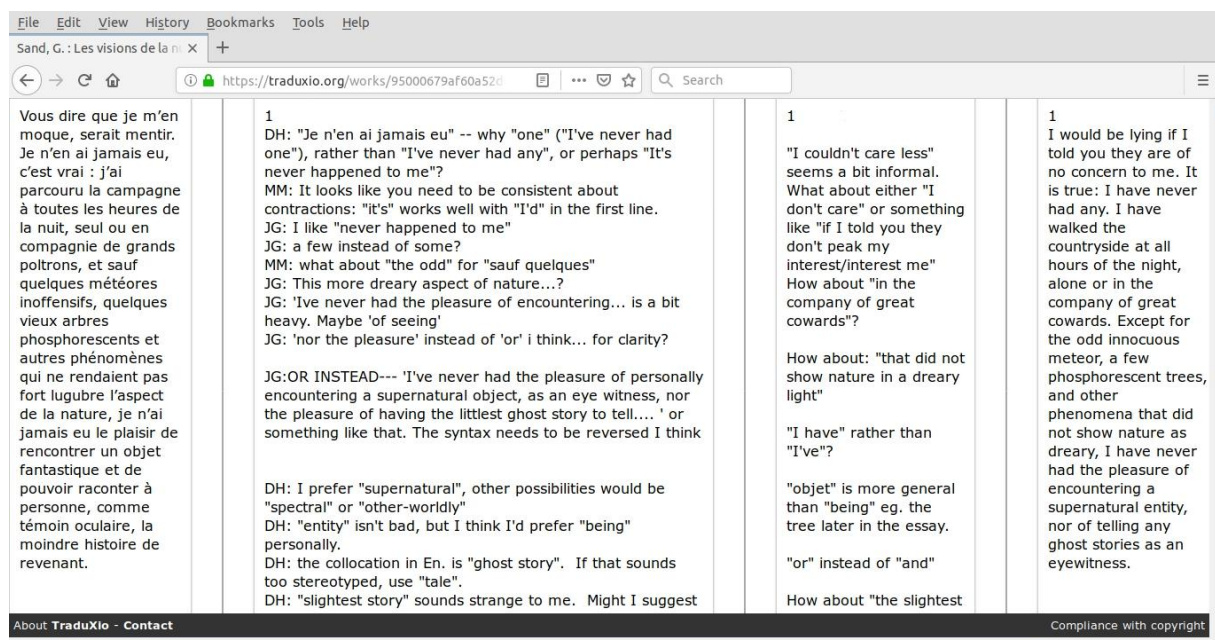 File Edit View History Bookmarks Tools Help
Sand, G. : Les visions de la n
https://traduxio.org/works/95000679af60a52d
Search
Vous dire que je m’en
moque, serait mentir.
Je n’en ai jamais eu,
c’est vrai : j’ai
parcouru la campagne
à toutes les heures de
la nuit, seul ou en
compagnie de grands
poltrons, et sauf
quelques météores
inoffensifs, quelques
vieux arbres
phosphorescents et
autres phénomènes
qui ne rendaient pas
fort lugubre l’aspect
de la nature, je n’ai
jamais eu le plaisir de
rencontrer un objet
fantastique et de
pouvoir raconter à
personne, comme
témoin oculaire, la
moindre histoire de
revenant.
1
DH: "Je n'en ai jamais eu" -- why "one" ("I've never had
one"), rather than "I've never had any", or perhaps "It's
never happened to me"?
MM: It looks like you need to be consistent about
contractions: "it's" works well with "I'd" in the first line.
JG: I like "never happened to me"
JG: a few instead of some?
MM: what about "the odd" for "sauf quelques"
JG: This more dreary aspect of nature...?
JG: 'Ive never had the pleasure of encountering... is a bit
heavy. Maybe 'of seeing'
JG: 'nor the pleasure' instead of 'or' i think... for clarity?
JG:OR INSTEAD--- 'I've never had the pleasure of personally
encountering a supernatural object, as an eye witness, nor
the pleasure of having the littlest ghost story to tell.... ' or
something like that. The syntax needs to be reversed I think
DH: I prefer "supernatural", other possibilities would be
"spectral" or "other-worldly"
DH: "entity" isn't bad, but I think I'd prefer "being"
personally.
DH: the collocation in En. is "ghost story". If that sounds
too stereotyped, use "tale".
DH: "slightest story" sounds strange to me. Might I suggest
1
"I couldn't care less"
seems a bit informal.
What about either "I
don't care" or something
like "if I told you they
don't peak my
interest/interest me"
How about "in the
company of great
cowards"?
How about: "that did not
show nature in a dreary
light"
"I have" rather than
"I've"?
"objet" is more general
than "being" eg. the
tree later in the essay.
"or" instead of "and"
How about "the slightest
1
I would be lying if I
told you they are of
no concern to me. It
is true: I have never
had any. I have
walked the
countryside at all
hours of the night,
alone or in the
company of great
cowards. Except for
the odd innocuous
meteor, a few
phosphorescent trees,
and other
phenomena that did
not show nature as
dreary, I have never
had the pleasure of
encountering a
supernatural entity,
nor of telling any
ghost stories as an
eyewitness.
About TraduXio - Contact
Compliance with copyright